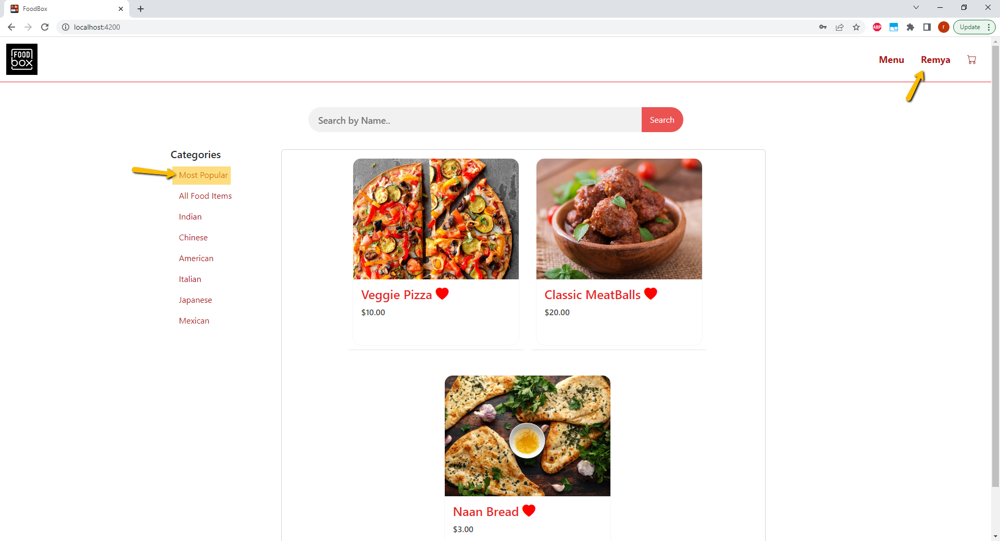 FoodBox
localhost:4200
ABP
r
Update
FOOD
box
Menu
Remya
Search by Name..
Search
Categories
Most Popular
All Food Items
Indian
Chinese
American
Italian
Japanese
Mexican
Veggie Pizza
$10.00
Classic MeatBalls
$20.00
Naan Bread
$3.00